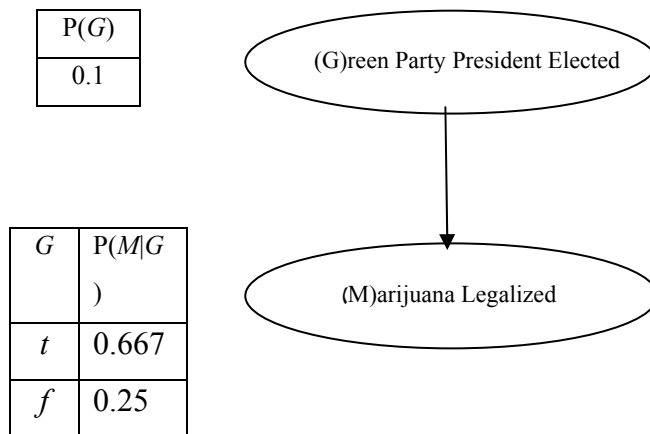 P(G)
0.1
(G)reen Party President Elected
G P(M|G
)
t 0.667
f 0.25
(M)arijuana Legalized